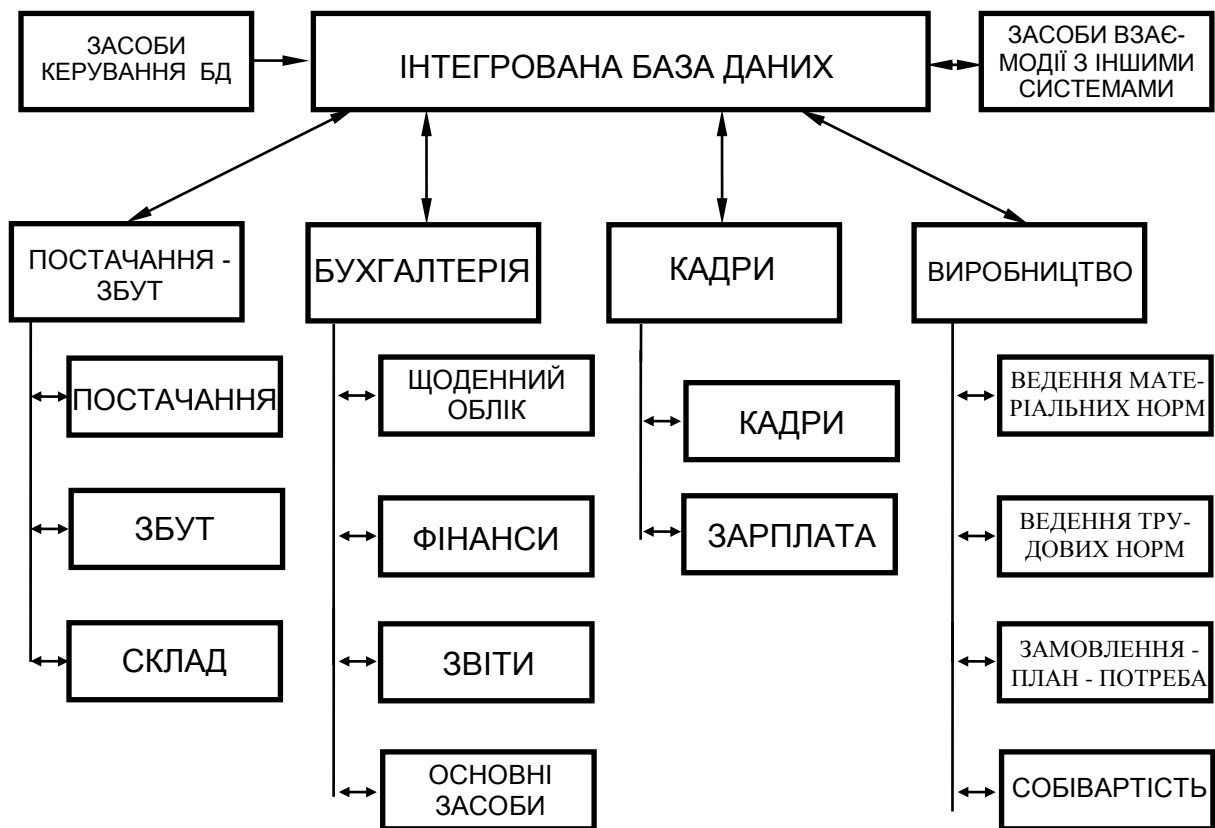 ЗАСОБИ
КЕРУВАННЯ БД
ІНТЕГРОВАНА БАЗА ДАНИХ
ЗАСОБИ ВЗАЄ-
МОДІЇ З ІНШИМИ
СИСТЕМАМИ
ПОСТАЧАННЯ -
ЗБУТ
БУХГАЛТЕРІЯ
КАДРИ
ВИРОБНИЦТВО
ПОСТАЧАННЯ
ЗБУТ
СКЛАД
ЩОДЕННИЙ
ОБЛІК
ФІНАНСИ
ЗВІТИ
ОСНОВНІ
ЗАСОБИ
КАДРИ
ЗАРПЛАТА
ВЕДЕННЯ МАТЕ-
РІАЛЬНИХ НОРМ
ВЕДЕННЯ ТРУ-
ДОВИХ НОРМ
ЗАМОВЛЕННЯ -
ПЛАН - ПОТРЕБА
СОБІВАРТІСТЬ